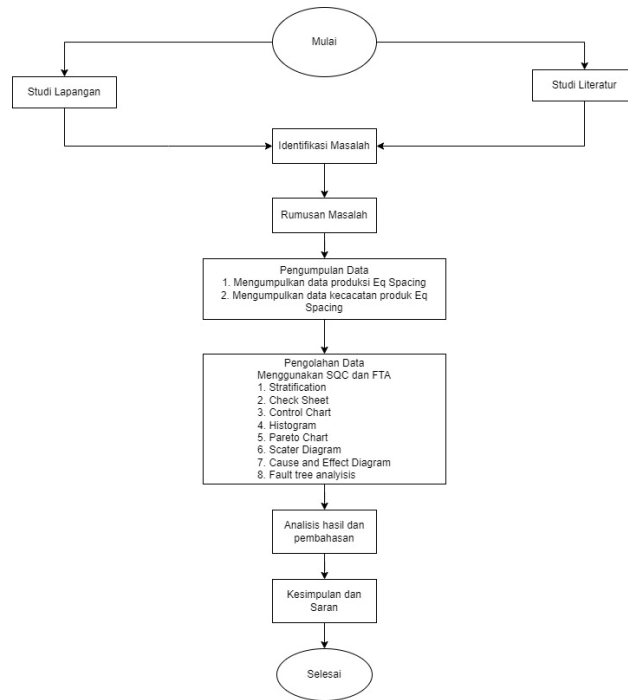 Mulai
Studi Lapangan
Studi Literatur
Identifikasi Masalah
Rumusan Masalah
Pengumpulan Data
1. Mengumpulkan data produksi Eq Spacing
2. Mengumpulkan data kecacatan produk Eq
Spacing
Pengolahan Data
Menggunakan SQC dan FTA
1. Stratification
2. Check Sheet
3. Control Chart
4. Histogram
5. Pareto Chart
6. Scater Diagram
7. Cause and Effect Diagram
8. Fault tree analyisis
Analisis hasil dan
pembahasan
Kesimpulan dan
Saran
Selesai